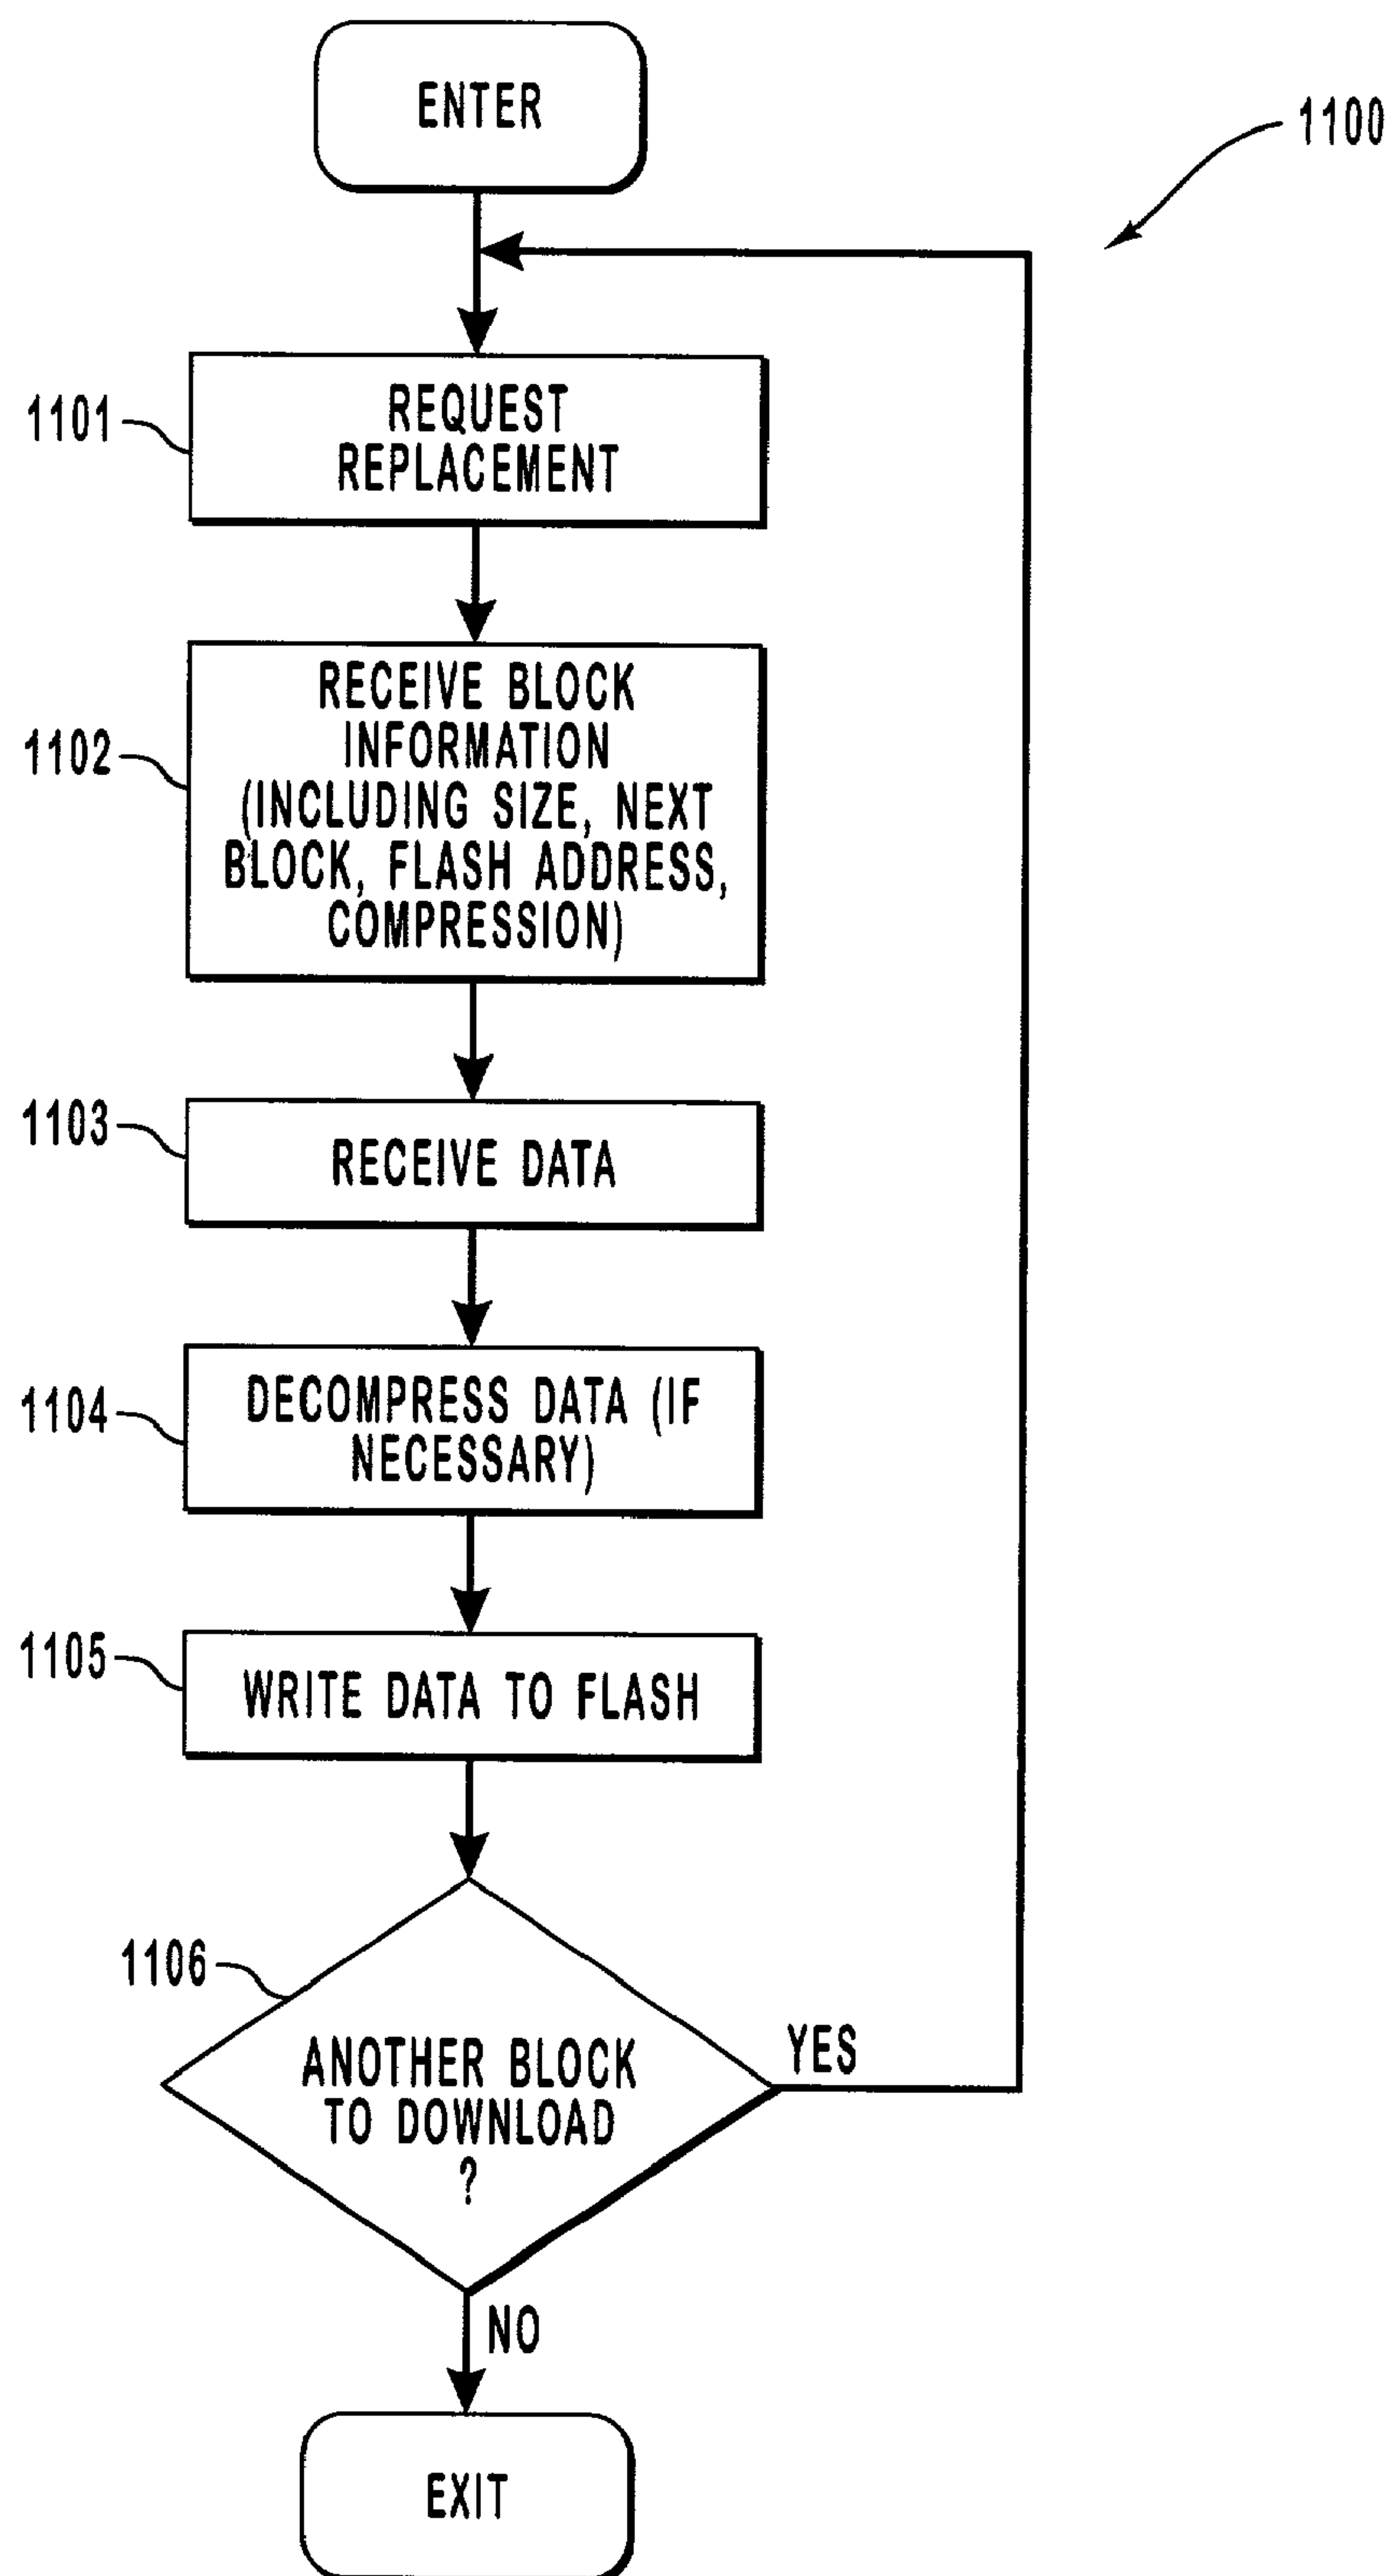 ENTER
1100
1101
REQUEST
REPLACEMENT
1102
RECEIVE BLOCK
INFORMATION
(INCLUDING SIZE, NEXT
BLOCK, FLASH ADDRESS,
COMPRESSION)
1103
RECEIVE DATA
1104
DECOMPRESS DATA (IF
NECESSARY)
1105
WRITE DATA TO FLASH
1106
ANOTHER BLOCK
TO DOWNLOAD
?
YES
NO
EXIT